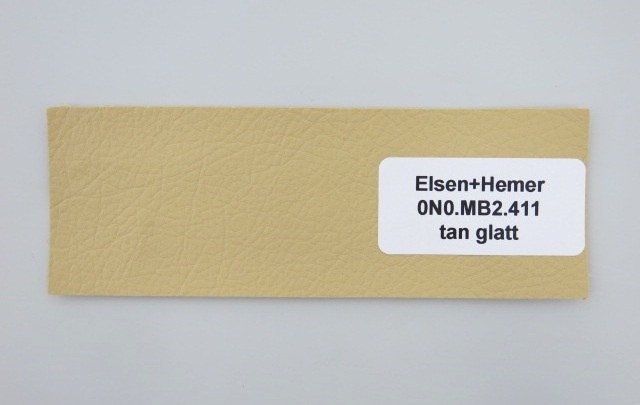 Elsen+Hemer
0N0.MB2.411
tan glatt